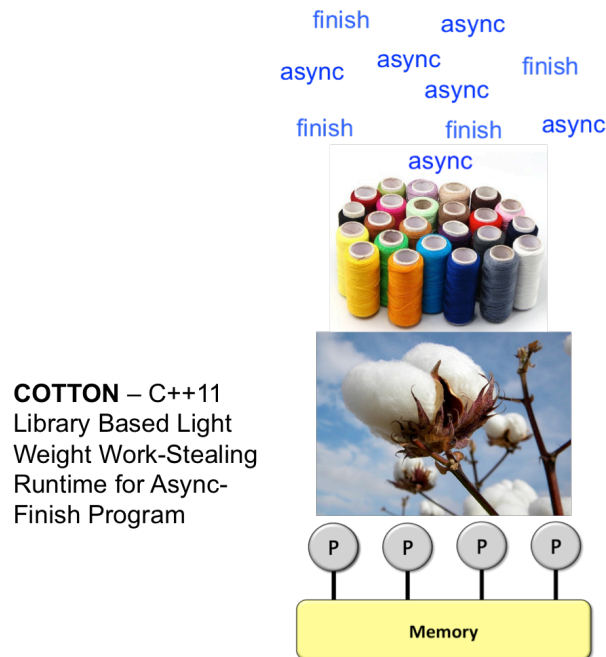 finish
async
async
async
finish
async
finish
finish
async
async
COTTON – C++11
Library Based Light
Weight Work-Stealing
Runtime for Async-
Finish Program
P P P P
Memory